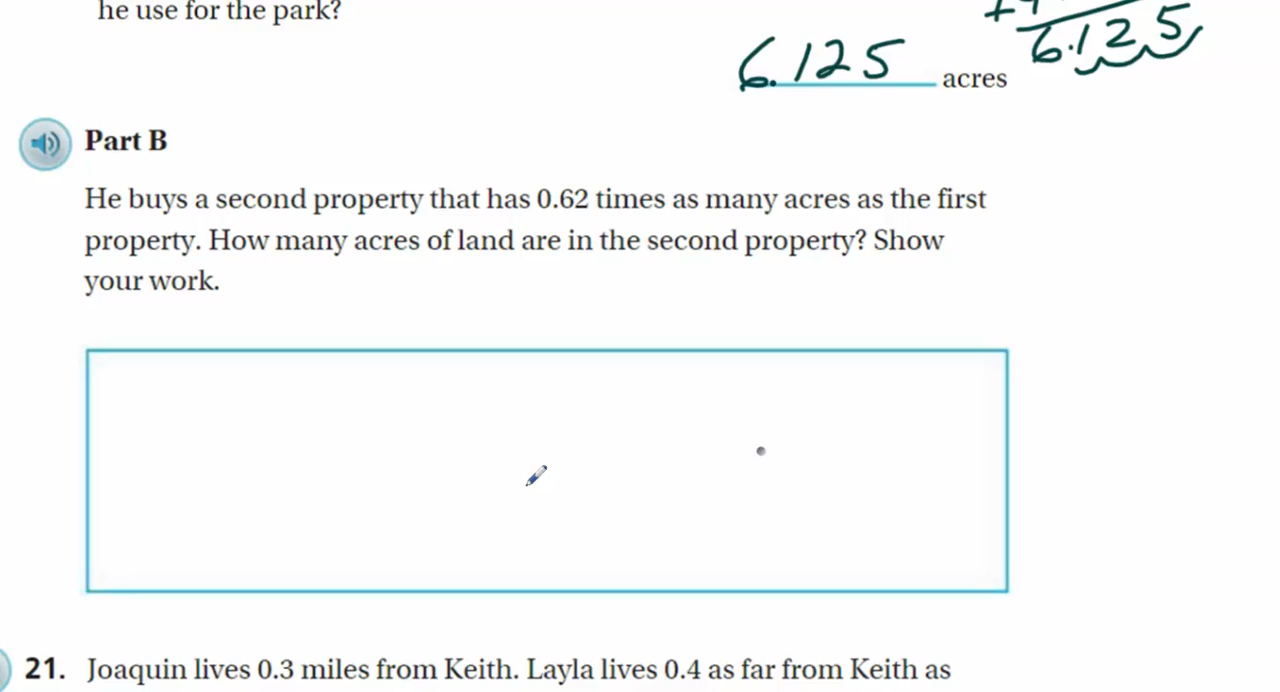 he use for the park?
6.125
6.125 acres
Part B
He buys a second property that has 0.62 times as many acres as the first
property. How many acres of land are in the second property? Show
your work.
21. Joaquin lives 0.3 miles from Keith. Layla lives 0.4 as far from Keith as